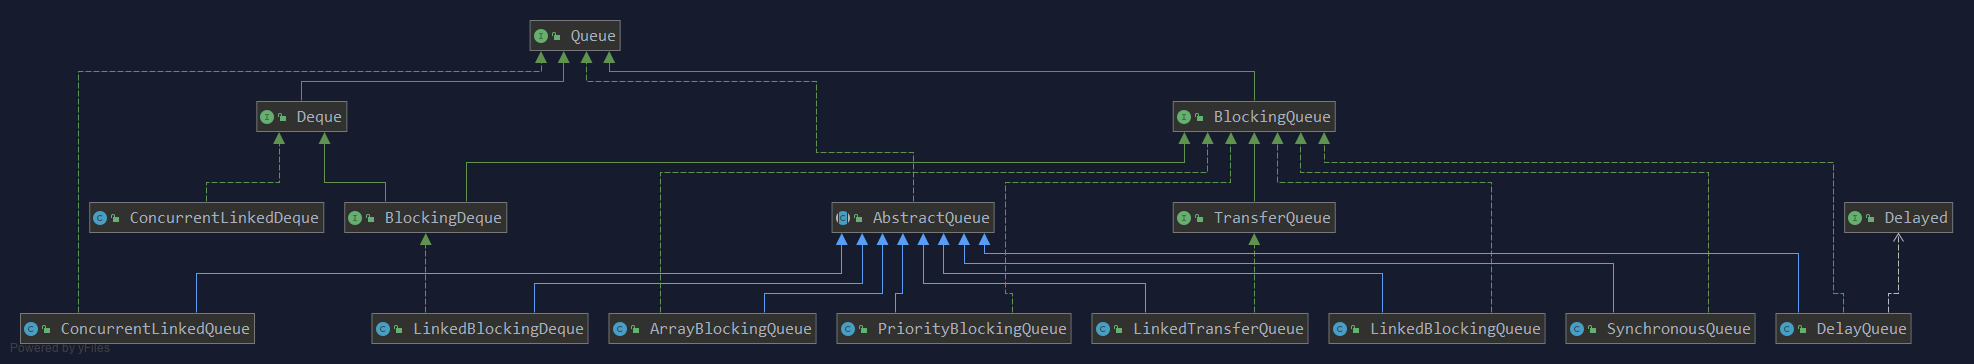 Queue
Deque
BlockingQueue
ConcurrentLinkedDeque
BlockingDeque
AbstractQueue
TransferQueue
Delayed
ConcurrentLinkedQueue
LinkedBlockingDeque
ArrayBlockingQueue
PriorityBlockingQueue
LinkedTransferQueue
LinkedBlockingQueue
SynchronousQueue
DelayQueue
Powered by yFiles